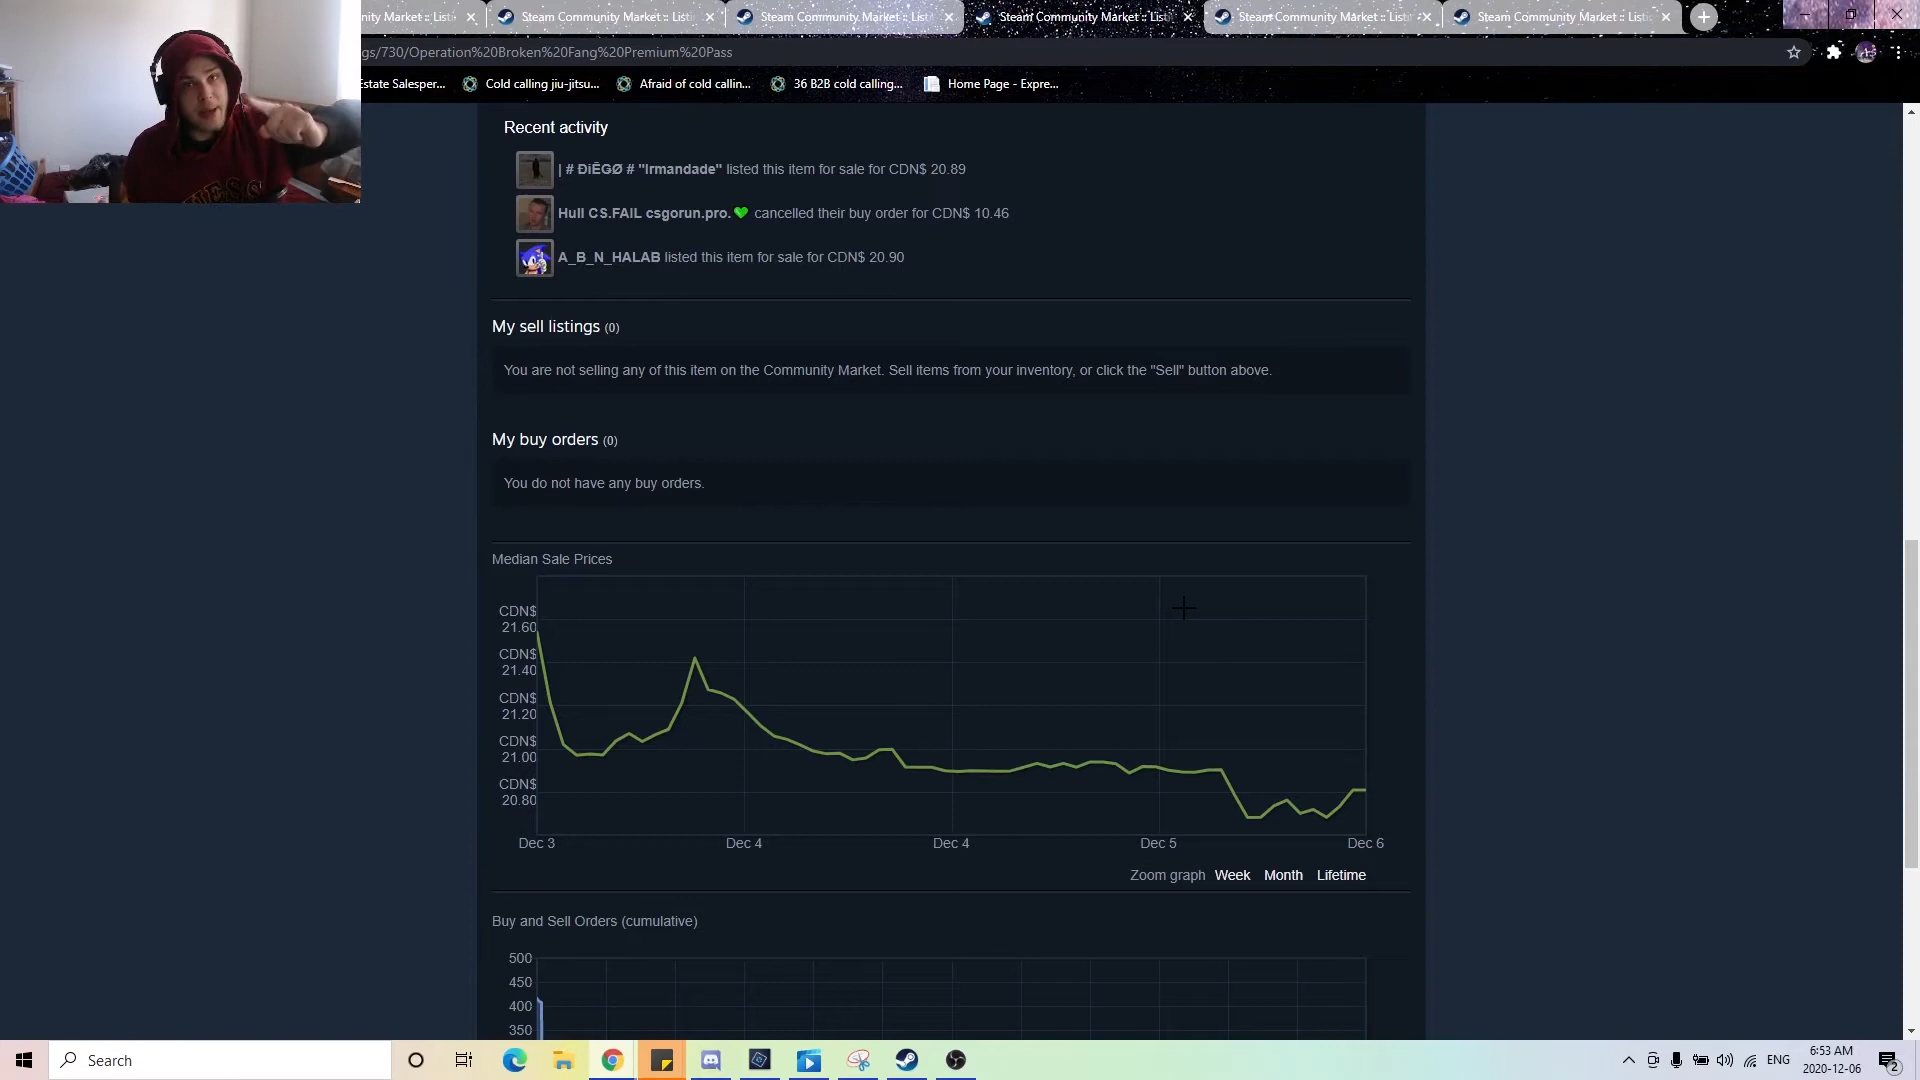 nity Market :: Listi
Steam Community Market :: Listi
Steam Community Market :: Listi
Steam Community Market :: Listi
Steam Community Market :: Listi
Steam Community Market :: Listi
gs/730/Operation%20Broken%20Fang%20Premium%20Pass
Estate Salesper...
Cold calling jiu-jitsu...
Afraid of cold callin...
36 B2B cold calling...
Home Page - Expre...
Recent activity
| # ÐiĒGØ # "Irmandade" listed this item for sale for CDN$ 20.89
Hull CS.FAIL csgorun.pro.💚 cancelled their buy order for CDN$ 10.46
A_B_N_HALAB listed this item for sale for CDN$ 20.90
My sell listings (0)
You are not selling any of this item on the Community Market. Sell items from your inventory, or click the "Sell" button above.
My buy orders (0)
You do not have any buy orders.
Median Sale Prices
CDN$
21.60
CDN$
21.40
CDN$
21.20
CDN$
21.00
CDN$
20.80
Dec 3
Dec 4
Dec 4
Dec 5
Dec 6
Zoom graph Week Month Lifetime
Buy and Sell Orders (cumulative)
500
450
400
350
Search
ENG
6:53 AM
2020-12-06
2